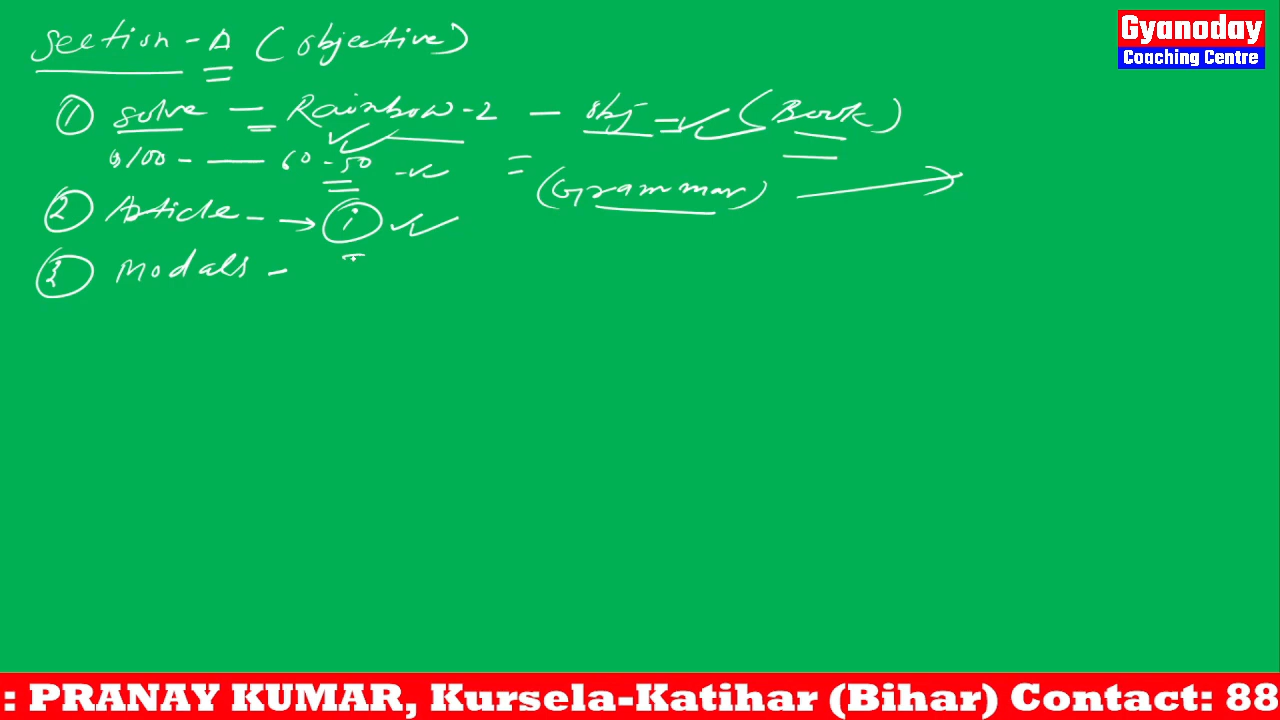 Section - A (Objective)
Gyanoday
Coaching Centre
① Solve — Rainbow-2 — Obj = ✓ (Book)
/100 - — 60 - 50 - ✓ =
(Grammar) →
② Article - → ① ✓✓
③ Modals -
: PRANAY KUMAR, Kursela-Katihar (Bihar) Contact: 88